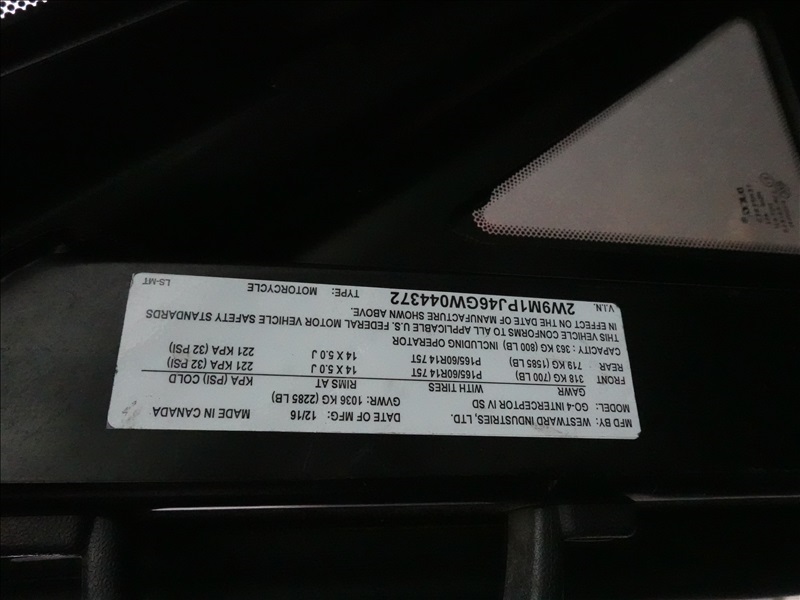 MFD BY: WESTWARD INDUSTRIES, LTD. DATE OF MFG: 12/16 MADE IN CANADA
MODEL: GO-4 INTERCEPTOR IV SD GVWR: 1036 KG (2285 LB)
GAWR WITH TIRES RIMS AT KPA (PSI) COLD
FRONT 318 KG (700 LB) P165/60R14 75T 14 X 5.0 J 221 KPA (32 PSI)
REAR 719 KG (1585 LB) P165/60R14 75T 14 X 5.0 J 221 KPA (32 PSI)
CAPACITY : 363 KG (800 LB) INCLUDING OPERATOR
THIS VEHICLE CONFORMS TO ALL APPLICABLE U.S. FEDERAL MOTOR VEHICLE SAFETY STANDARDS
IN EFFECT ON THE DATE OF MANUFACTURE SHOWN ABOVE.
V.I.N. 2W9M1PJ46GW044372 TYPE: MOTORCYCLE LS-MT